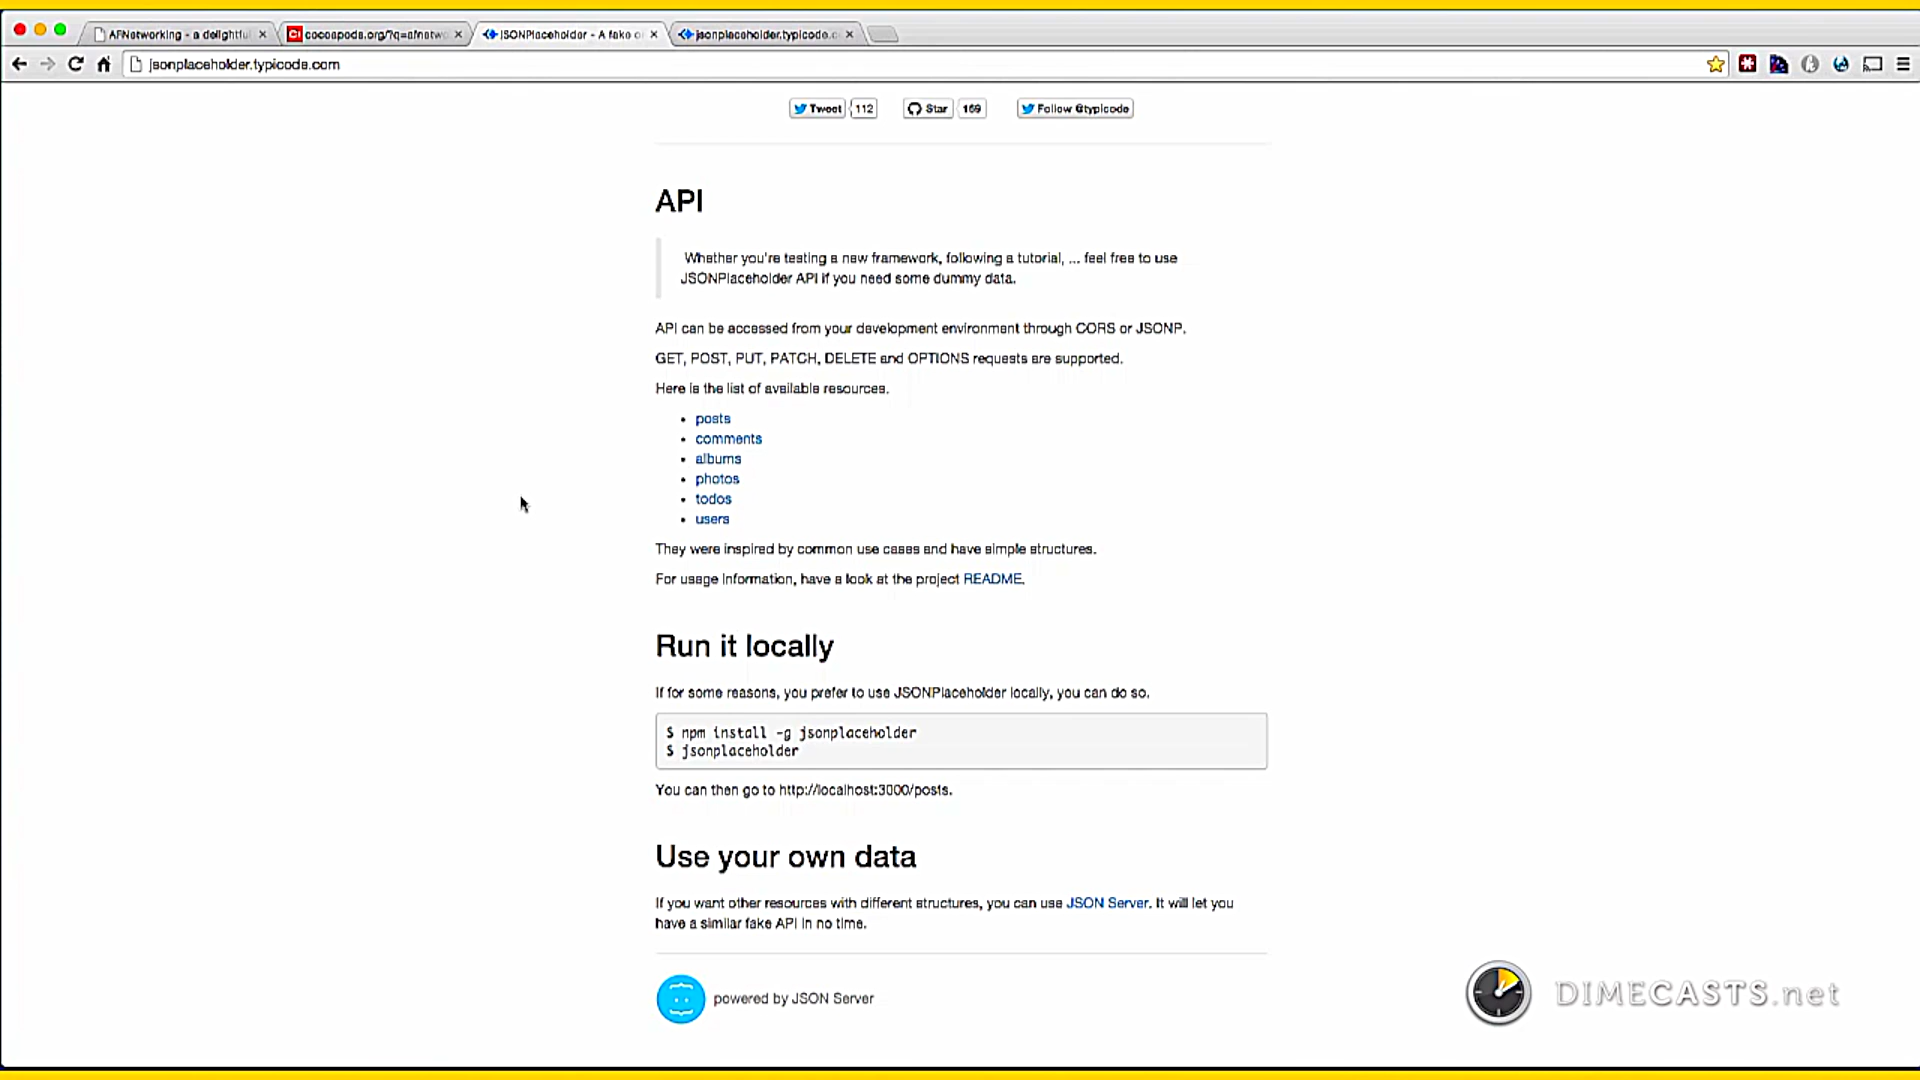 AFNetworking - a delightful
cocoapods.org/?q=afnetwo
JSONPlaceholder - A fake o
jsonplaceholder.typicode.c
jsonplaceholder.typicode.com
Tweet 112 Star 169 Follow @typicode
API
Whether you're testing a new framework, following a tutorial, ... feel free to use
JSONPlaceholder API if you need some dummy data.
API can be accessed from your development environment through CORS or JSONP.
GET, POST, PUT, PATCH, DELETE and OPTIONS requests are supported.
Here is the list of available resources.
• posts
• comments
• albums
• photos
• todos
• users
They were inspired by common use cases and have simple structures.
For usage information, have a look at the project README.
Run it locally
If for some reasons, you prefer to use JSONPlaceholder locally, you can do so.
$ npm install -g jsonplaceholder
$ jsonplaceholder
You can then go to http://localhost:3000/posts.
Use your own data
If you want other resources with different structures, you can use JSON Server. It will let you
have a similar fake API in no time.
powered by JSON Server
DIMECASTS.net